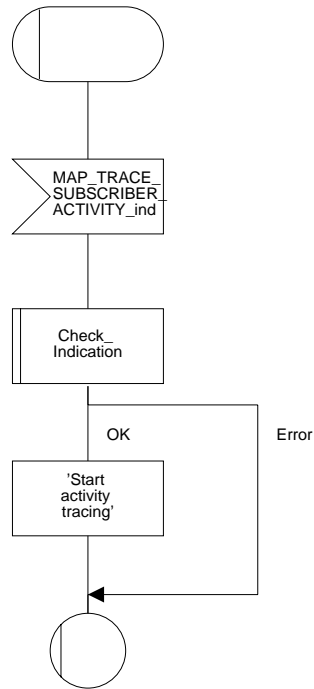 MAP_TRACE_
SUBSCRIBER_
ACTIVITY_ind
Check_
Indication
OK
Error
'Start
activity
tracing'